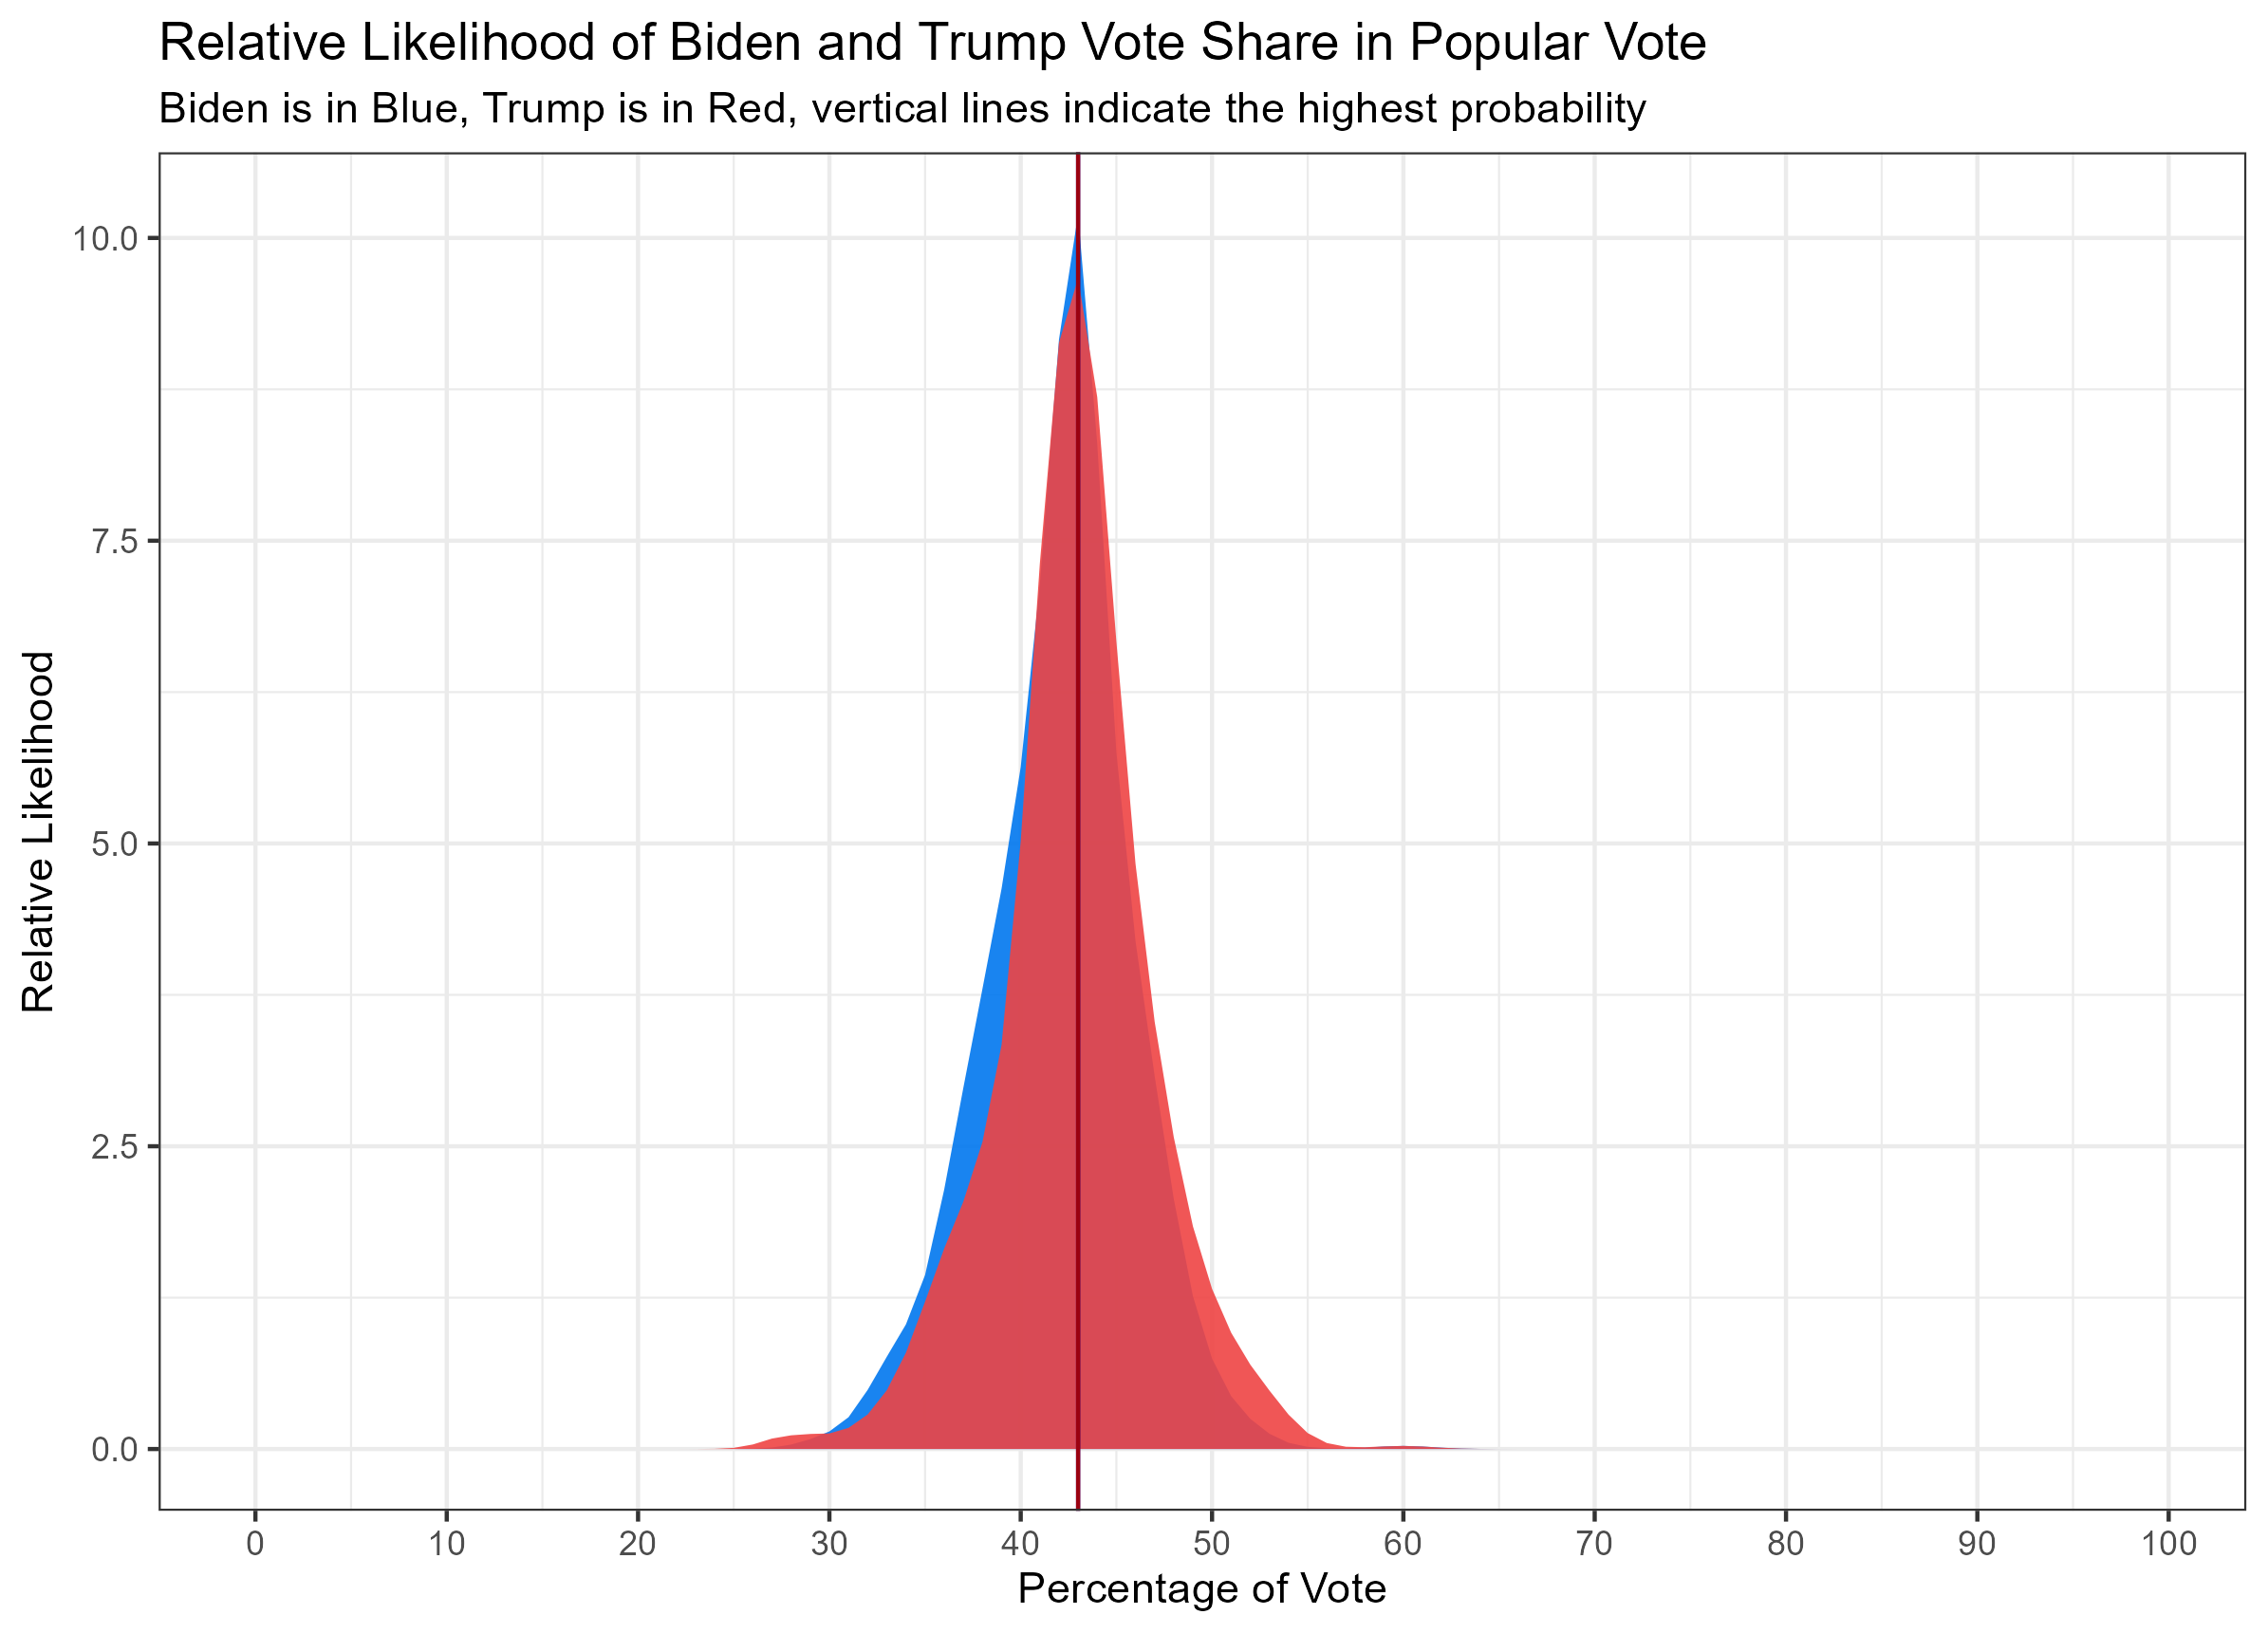 Relative Likelihood of Biden and Trump Vote Share in Popular Vote
Biden is in Blue, Trump is in Red, vertical lines indicate the highest probability
Relative Likelihood
10.0
7.5
5.0
2.5
0.0
0 10 20 30 40 50 60 70 80 90 100
Percentage of Vote